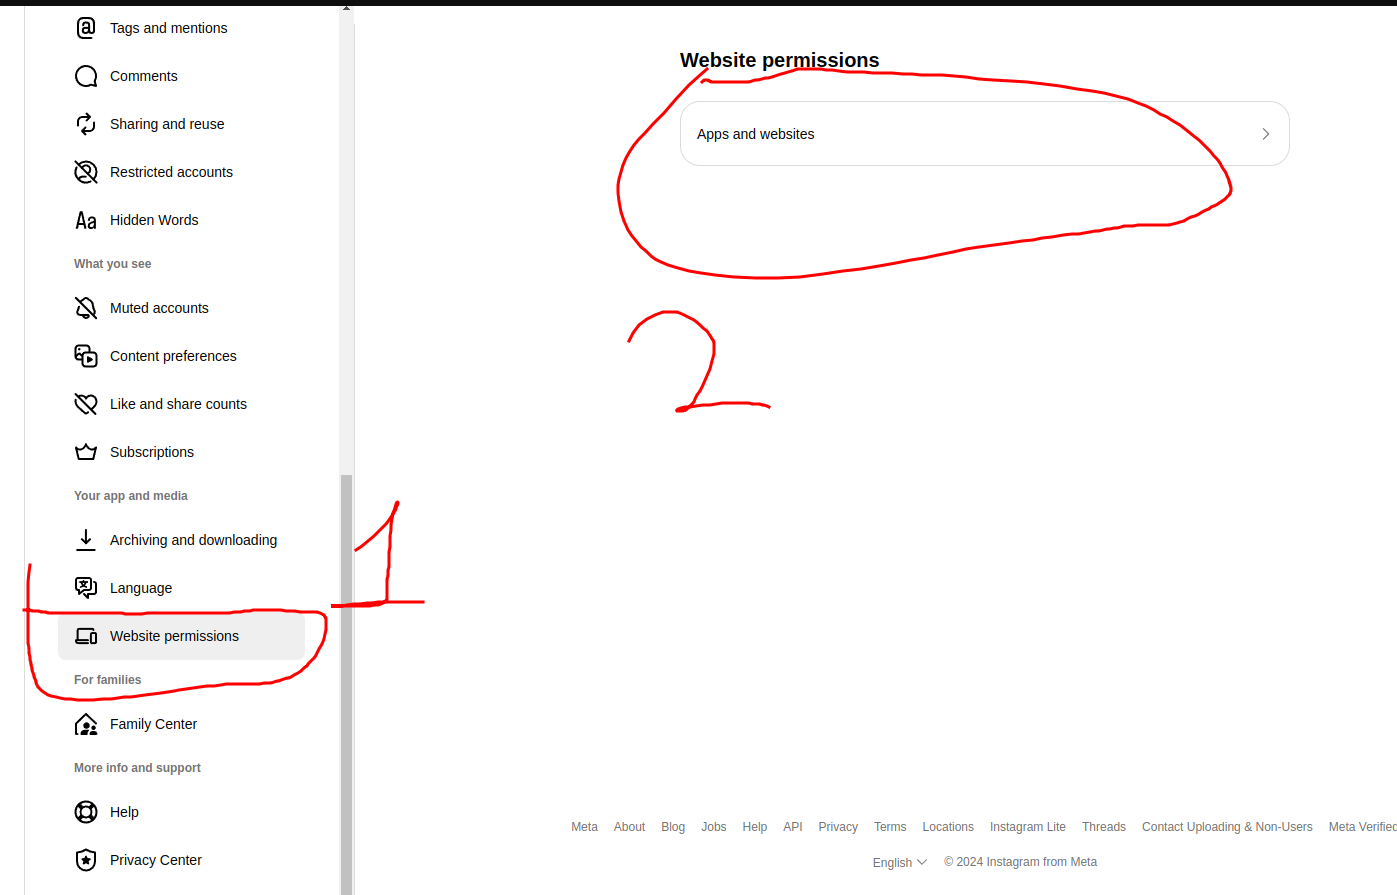 Tags and mentions
Comments
Sharing and reuse
Restricted accounts
Hidden Words
What you see
Muted accounts
Content preferences
Like and share counts
Subscriptions
Your app and media
Archiving and downloading
Language
Website permissions
For families
Family Center
More info and support
Help
Privacy Center
1
Website permissions
Apps and websites
2
Meta About Blog Jobs Help API Privacy Terms Locations Instagram Lite Threads Contact Uploading & Non-Users Meta Verified
English © 2024 Instagram from Meta